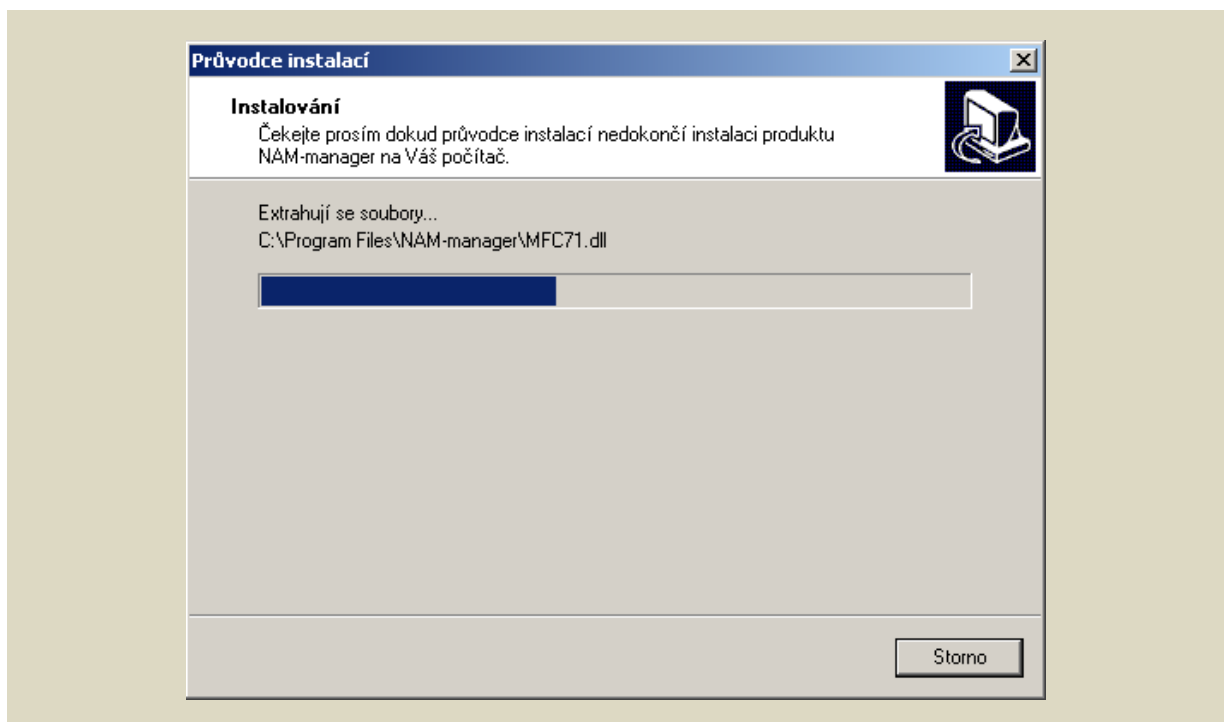 Průvodce instalací
Instalování
Čekejte prosím dokud průvodce instalací nedokončí instalaci produktu
NAM-manager na Váš počítač.
Extrahují se soubory...
C:\Program Files\NAM-manager\MFC71.dll
Storno